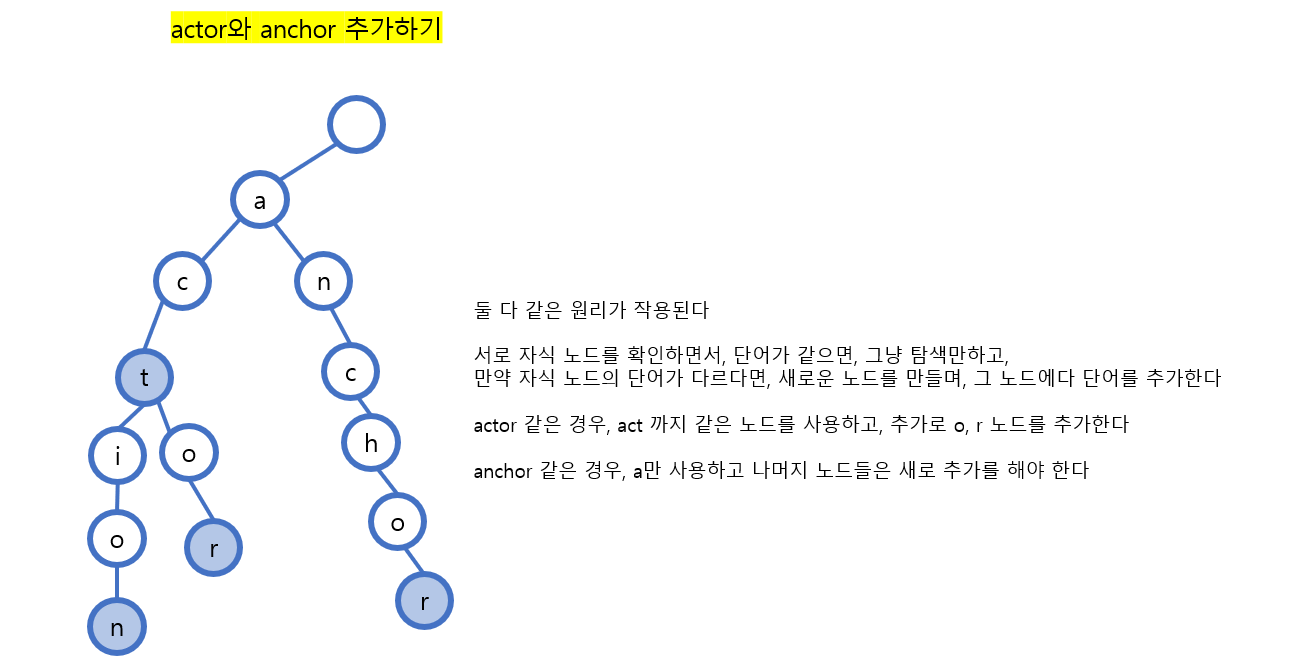 actor와 anchor 추가하기
a
c
n
t
c
i
o
h
o
r
o
n
r
둘 다 같은 원리가 작용된다
서로 자식 노드를 확인하면서, 단어가 같으면, 그냥 탐색만하고,
만약 자식 노드의 단어가 다르다면, 새로운 노드를 만들며, 그 노드에다 단어를 추가한다
actor 같은 경우, act 까지 같은 노드를 사용하고, 추가로 o, r 노드를 추가한다
anchor 같은 경우, a만 사용하고 나머지 노드들은 새로 추가를 해야 한다